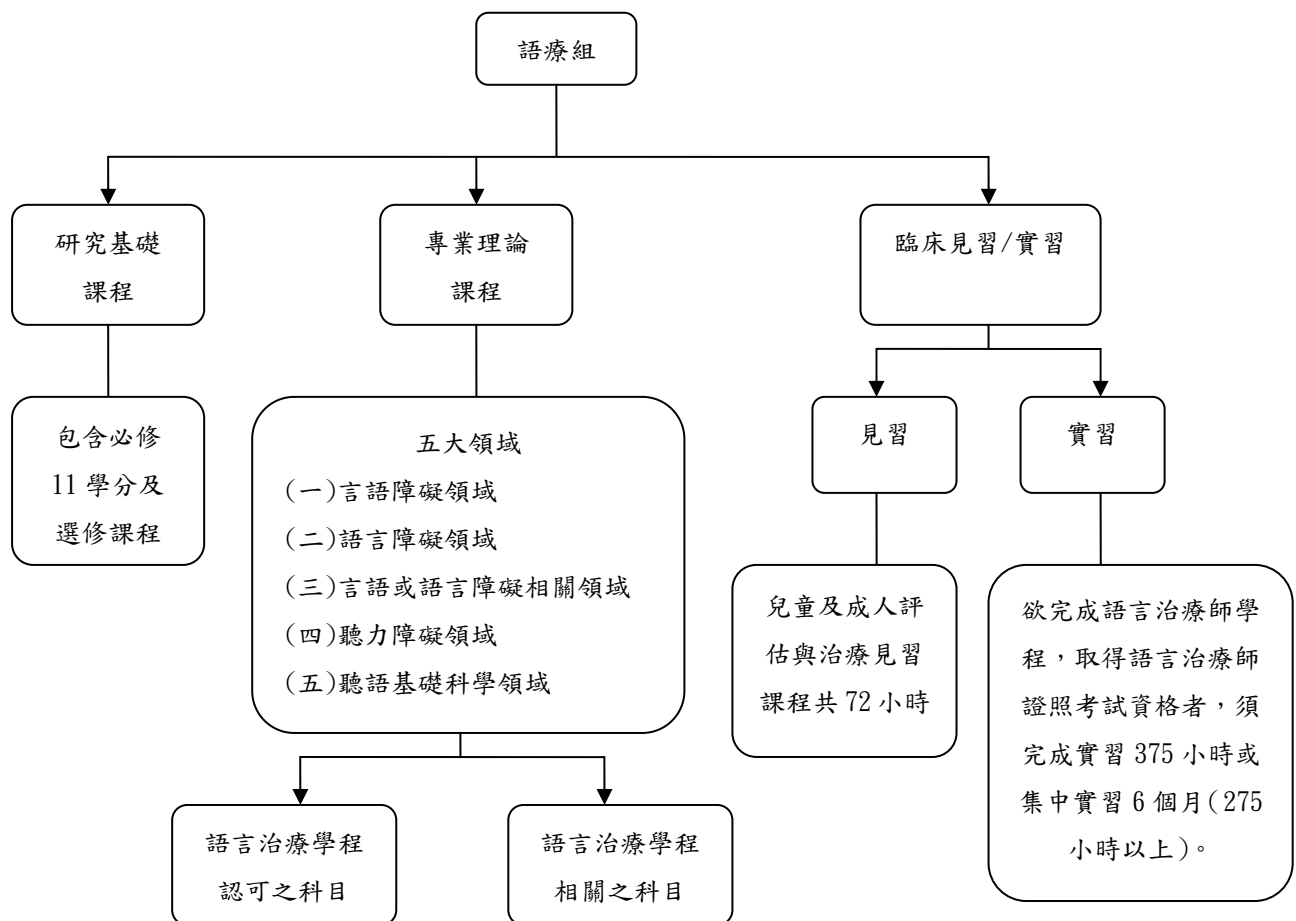 語療組
研究基礎
課程
專業理論
課程
臨床見習/實習
包含必修
11 學分及
選修課程
五大領域
(一)言語障礙領域
(二)語言障礙領域
(三)言語或語言障礙相關領域
(四)聽力障礙領域
(五)聽語基礎科學領域
見習
實習
兒童及成人評
估與治療見習
課程共 72 小時
欲完成語言治療師學
程，取得語言治療師
證照考試資格者，須
完成實習 375 小時或
集中實習 6 個月(275
小時以上)。
語言治療學程
認可之科目
語言治療學程
相關之科目